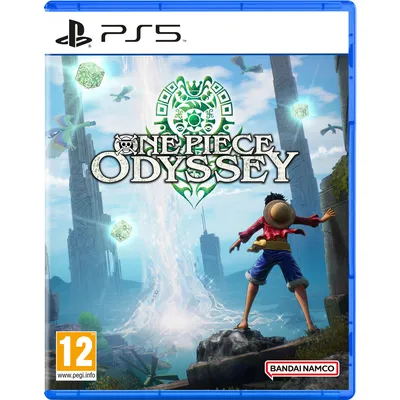 PS5
ONE PIECE
ODYSSEY
12
www.pegi.info
BANDAI NAMCO